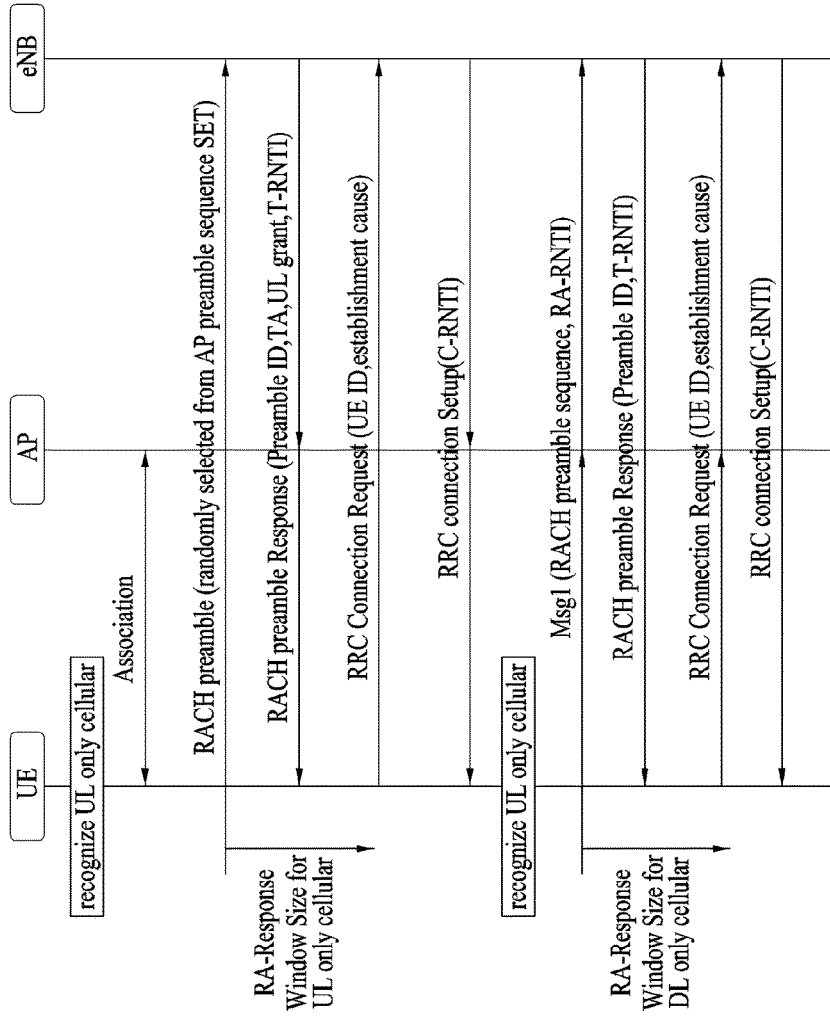 UE
AP
eNB
recognize UL only cellular
Association
RACH preamble (randomly selected from AP preamble sequence SET)
RACH preamble Response (Preamble ID,TA,UL grant,T-RNTI)
RA-Response
Window Size for
UL only cellular
RRC Connection Request (UE ID,establishment cause)
RRC connection Setup(C-RNTI)
recognize UL only cellular
Msg1 (RACH preamble sequence, RA-RNTI)
RACH preamble Response (Preamble ID,T-RNTI)
RA-Response
Window Size for
DL only cellular
RRC Connection Request (UE ID,establishment cause)
RRC connection Setup(C-RNTI)